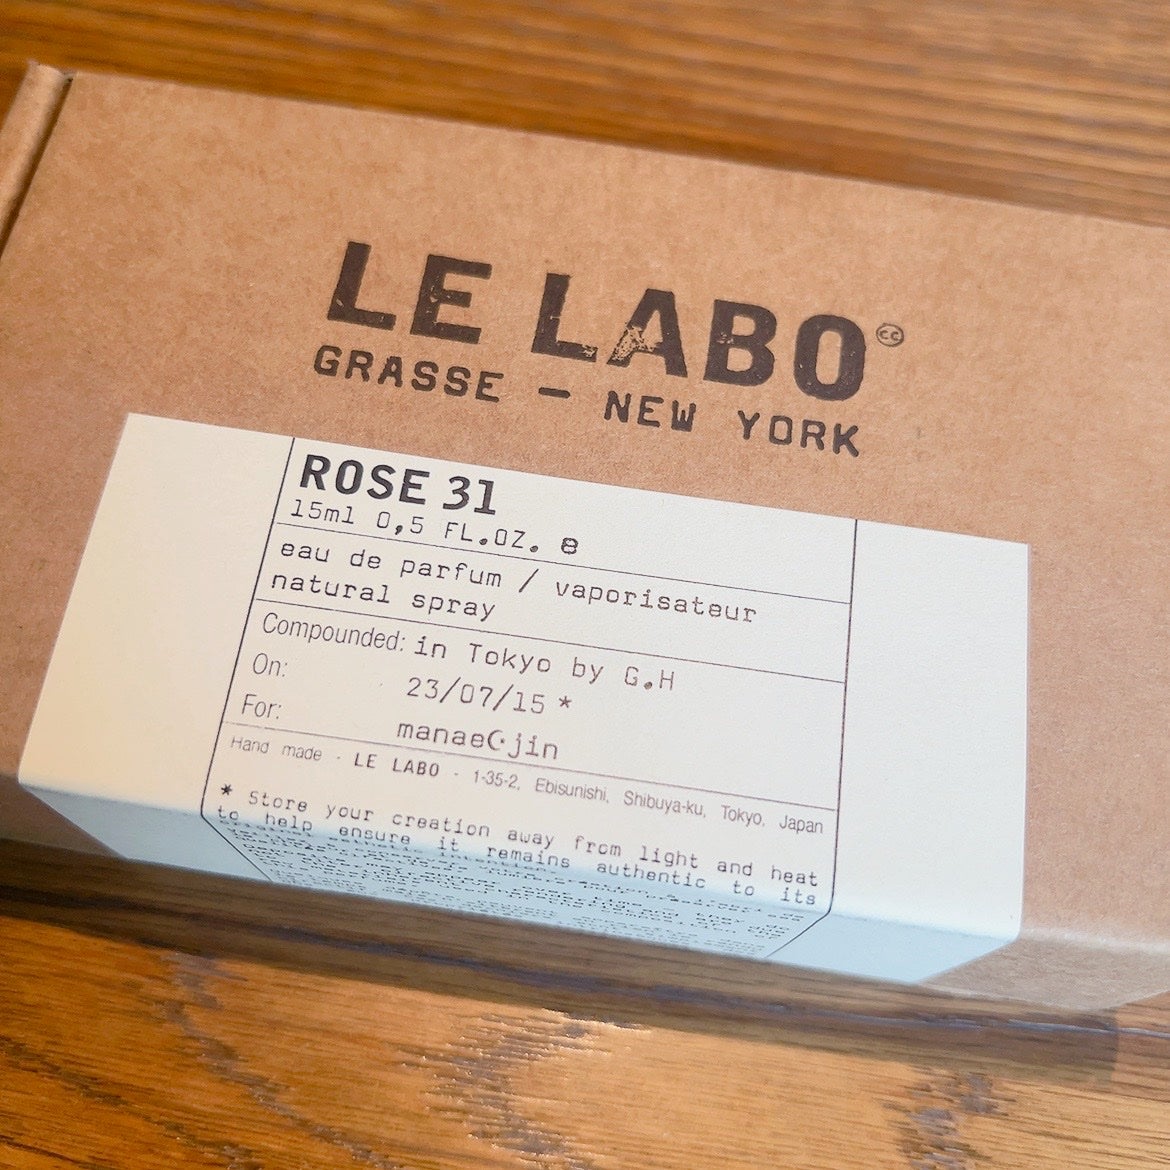 LE LABO
GRASSE — NEW YORK
ROSE 31
15ml 0,5 FL.OZ. e
eau de parfum / vaporisateur
natural spray
Compounded: in Tokyo by G.H
On: 23/07/15 *
For: manae☪jin
Hand made · LE LABO · 1-35-2, Ebisunishi, Shibuya-ku, Tokyo, Japan
* Store your creation away from light and heat
to help ensure it remains authentic to its